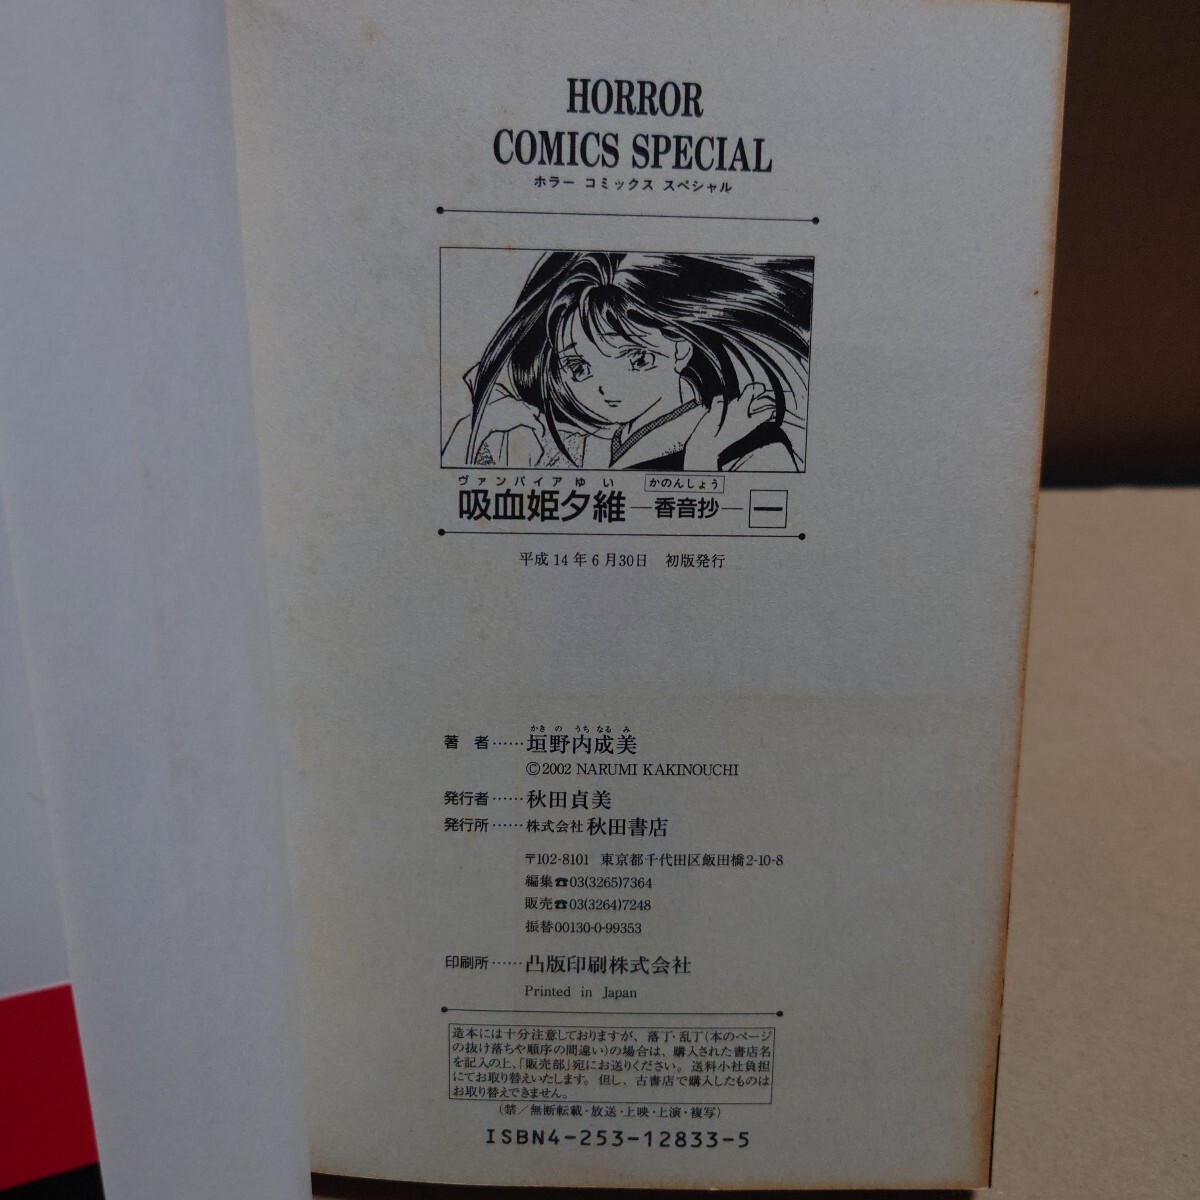 HORROR
COMICS SPECIAL
ホラー コミックス スペシャル
ヴァンパイアゆい かのんしょう
吸血姫夕維―香音抄― 一
平成14年6月30日 初版発行
かきのうちなるみ
著 者……垣野内成美
©2002 NARUMI KAKINOUCHI
発行者……秋田貞美
発行所……株式会社 秋田書店
〒102-8101 東京都千代田区飯田橋2-10-8
編集☎03(3265)7364
販売☎03(3264)7248
振替00130-0-99353
印刷所……凸版印刷株式会社
Printed in Japan
造本には十分注意しておりますが、落丁・乱丁(本のページ
の抜け落ちや順序の間違い)の場合は、購入された書店名
を記入の上、「販売部」宛にお送りください。送料小社負担
にてお取り替えいたします。但し、古書店で購入したものは
お取り替えできません。
(禁／無断転載・放送・上映・上演・複写)
ISBN4-253-12833-5